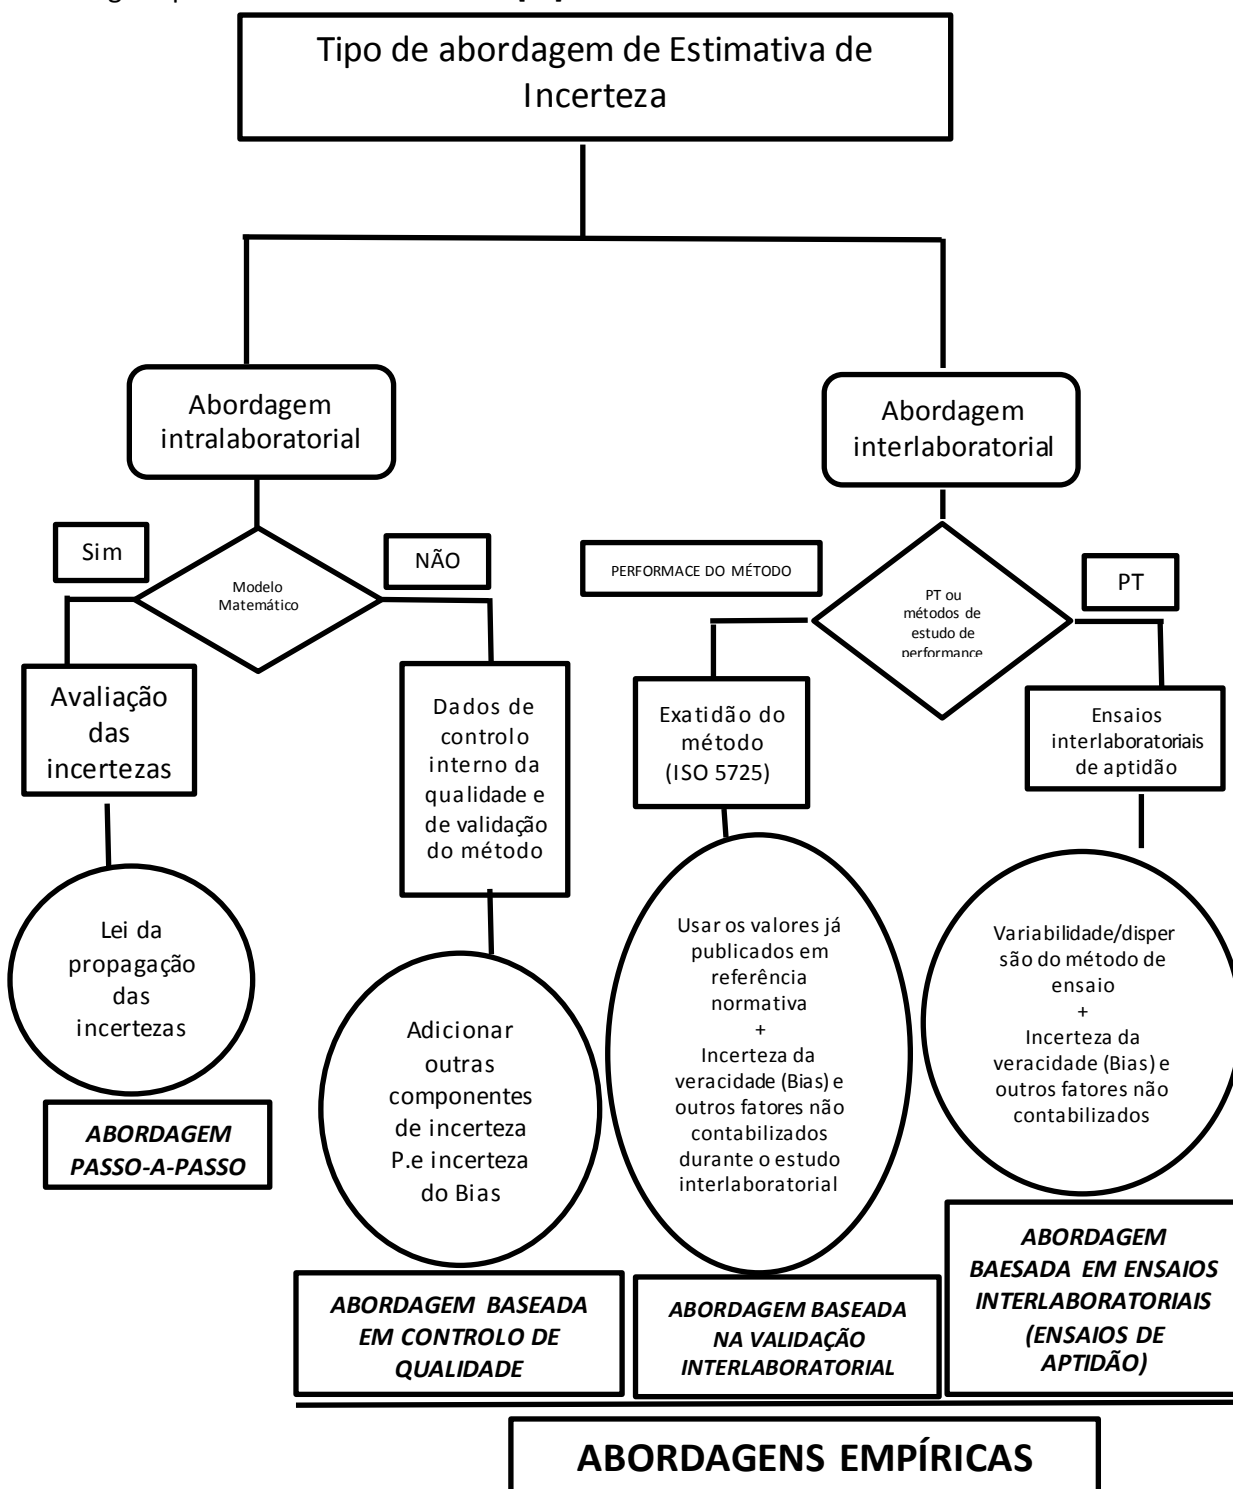 Tipo de abordagem de Estimativa de
Incerteza
Abordagem
intralaboratorial
Abordagem
interlaboratorial
Sim
Modelo
Matemático
NÃO
PERFORMACE DO MÉTODO
PT ou
métodos de
estudo de
performance
PT
Avaliação
das
incertezas
Dados de
controlo
interno da
qualidade e
de validação
do método
Exatidão do
método
(ISO 5725)
Ensaios
interlaboratoriais
de aptidão
Lei da
propagação
das
incertezas
Adicionar
outras
componentes
de incerteza
P.e incerteza
do Bias
Usar os valores já
publicados em
referência
normativa
+
Incerteza da
veracidade (Bias) e
outros fatores não
contabilizados
durante o estudo
interlaboratorial
Variabilidade/disper
são do método de
ensaio
+
Incerteza da
veracidade (Bias) e
outros fatores não
contabilizados
ABORDAGEM
PASSO-A-PASSO
ABORDAGEM BASEADA
EM CONTROLO DE
QUALIDADE
ABORDAGEM BASEADA
NA VALIDAÇÃO
INTERLABORATORIAL
ABORDAGEM
BAESADA EM ENSAIOS
INTERLABORATORIAIS
(ENSAIOS DE
APTIDÃO)
ABORDAGENS EMPÍRICAS